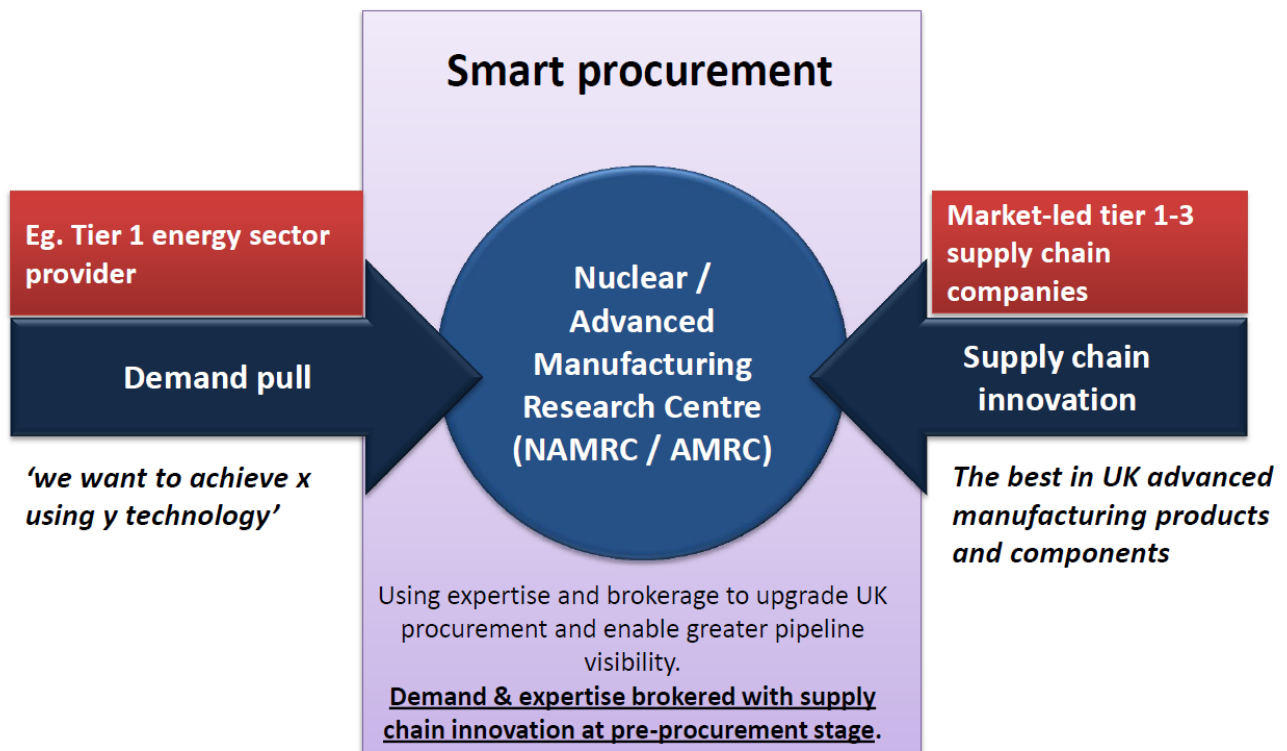 Smart procurement
Eg. Tier 1 energy sector
provider
Demand pull
‘we want to achieve x
using y technology’
Nuclear /
Advanced
Manufacturing
Research Centre
(NAMRC / AMRC)
Market-led tier 1-3
supply chain
companies
Supply chain
innovation
The best in UK advanced
manufacturing products
and components
Using expertise and brokerage to upgrade UK
procurement and enable greater pipeline
visibility.
Demand & expertise brokered with supply
chain innovation at pre-procurement stage.